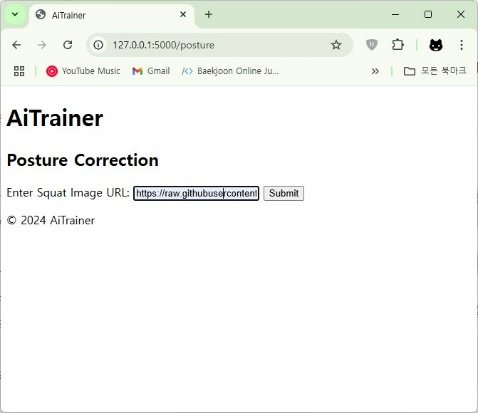 AiTrainer
127.0.0.1:5000/posture
YouTube Music Gmail Baekjoon Online Ju... 모든 북마크
AiTrainer
Posture Correction
Enter Squat Image URL: https://raw.githubusercontent Submit
© 2024 AiTrainer